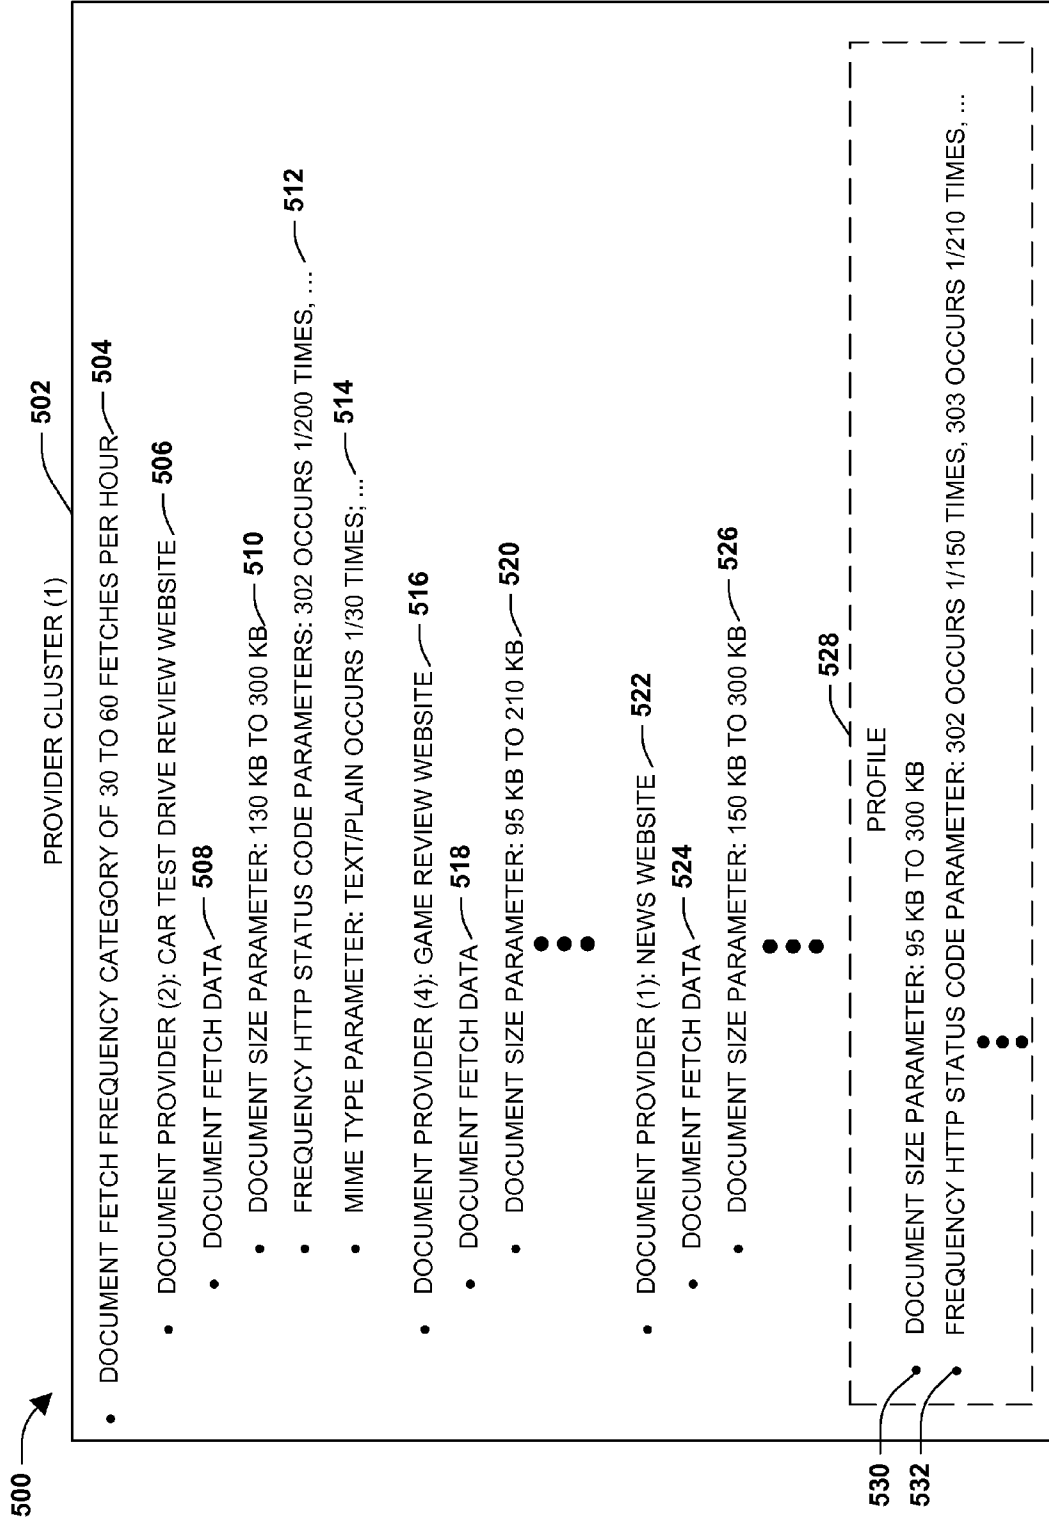 500
PROVIDER CLUSTER (1)
502
• DOCUMENT FETCH FREQUENCY CATEGORY OF 30 TO 60 FETCHES PER HOUR 504
• DOCUMENT PROVIDER (2): CAR TEST DRIVE REVIEW WEBSITE 506
• DOCUMENT FETCH DATA 508
• DOCUMENT SIZE PARAMETER: 130 KB TO 300 KB 510
• FREQUENCY HTTP STATUS CODE PARAMETERS: 302 OCCURS 1/200 TIMES, ... 512
• MIME TYPE PARAMETER: TEXT/PLAIN OCCURS 1/30 TIMES; ... 514
• DOCUMENT PROVIDER (4): GAME REVIEW WEBSITE 516
• DOCUMENT FETCH DATA 518
• DOCUMENT SIZE PARAMETER: 95 KB TO 210 KB 520
• DOCUMENT PROVIDER (1): NEWS WEBSITE 522
• DOCUMENT FETCH DATA 524
• DOCUMENT SIZE PARAMETER: 150 KB TO 300 KB 526
528
PROFILE
530 • DOCUMENT SIZE PARAMETER: 95 KB TO 300 KB
532 • FREQUENCY HTTP STATUS CODE PARAMETER: 302 OCCURS 1/150 TIMES, 303 OCCURS 1/210 TIMES, ...